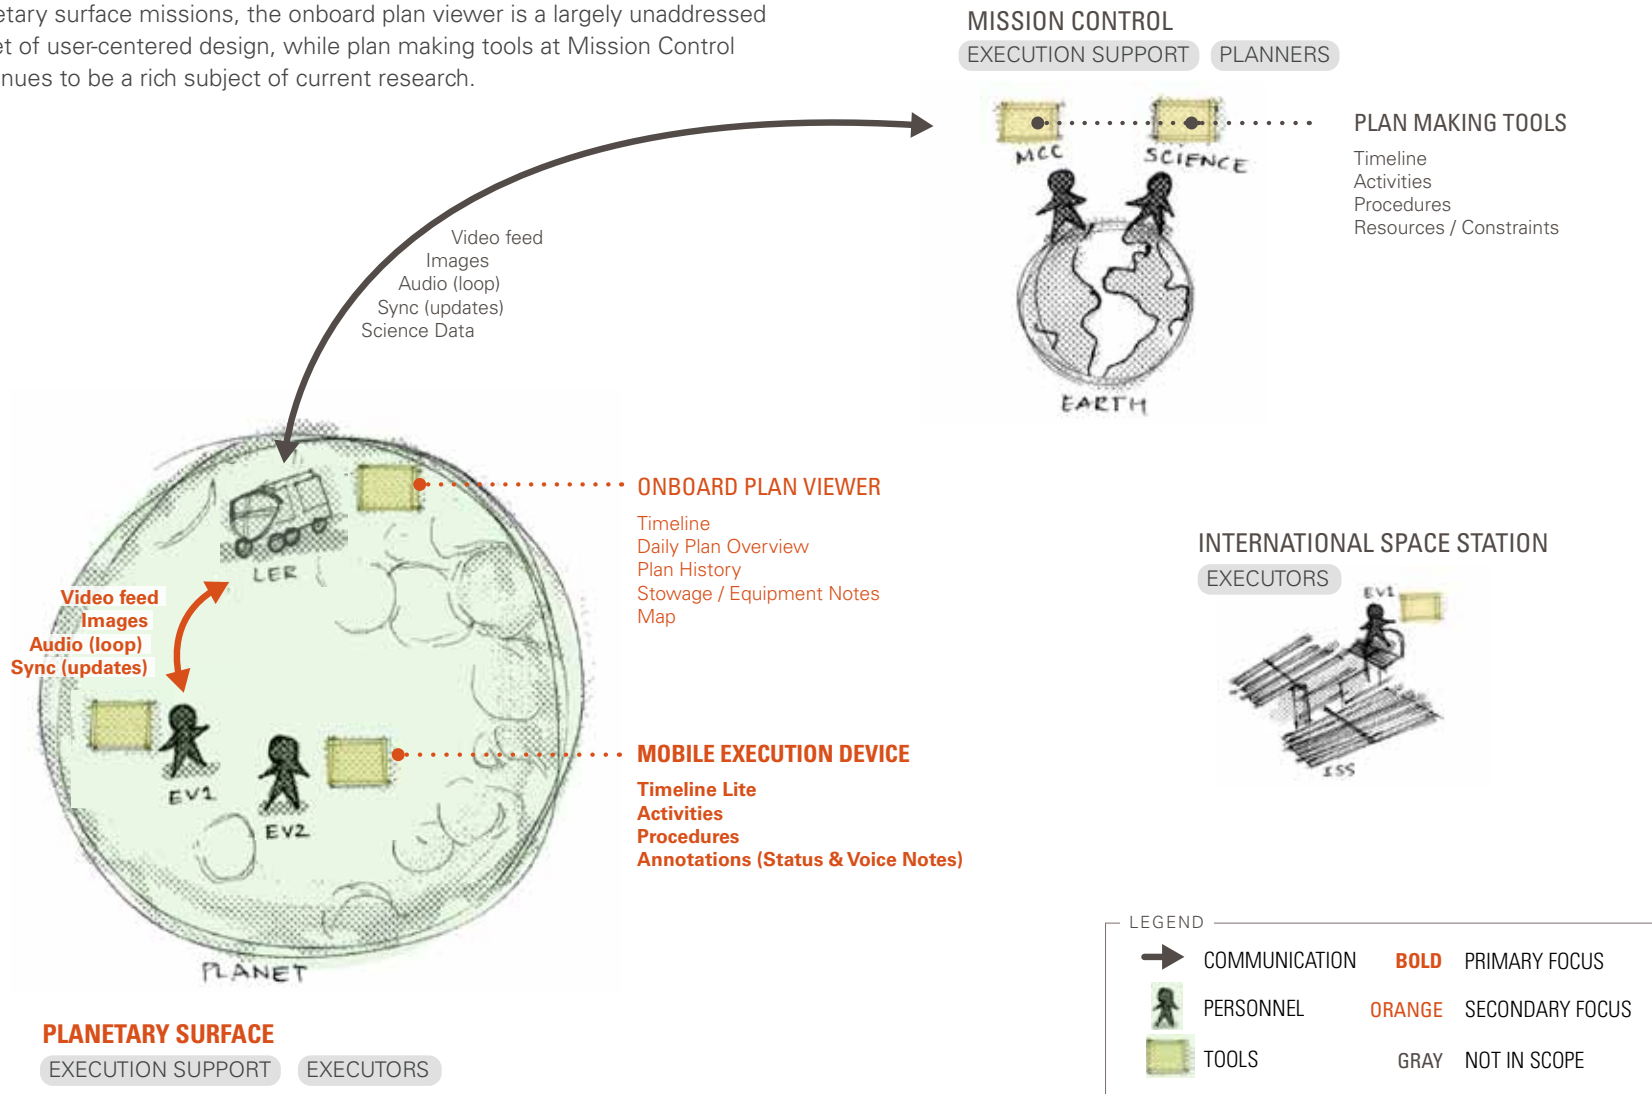 etary surface missions, the onboard plan viewer is a largely unaddressed
et of user-centered design, while plan making tools at Mission Control
nues to be a rich subject of current research.
MISSION CONTROL
EXECUTION SUPPORT PLANNERS
MCC SCIENCE
PLAN MAKING TOOLS
Timeline
Activities
Procedures
Resources / Constraints
EARTH
Video feed
Images
Audio (loop)
Sync (updates)
Science Data
LER
ONBOARD PLAN VIEWER
Timeline
Daily Plan Overview
Plan History
Stowage / Equipment Notes
Map
INTERNATIONAL SPACE STATION
EXECUTORS
EV1
ISS
Video feed
Images
Audio (loop)
Sync (updates)
EV1
EV2
MOBILE EXECUTION DEVICE
Timeline Lite
Activities
Procedures
Annotations (Status & Voice Notes)
PLANET
PLANETARY SURFACE
EXECUTION SUPPORT EXECUTORS
LEGEND
COMMUNICATION BOLD PRIMARY FOCUS
PERSONNEL ORANGE SECONDARY FOCUS
TOOLS GRAY NOT IN SCOPE